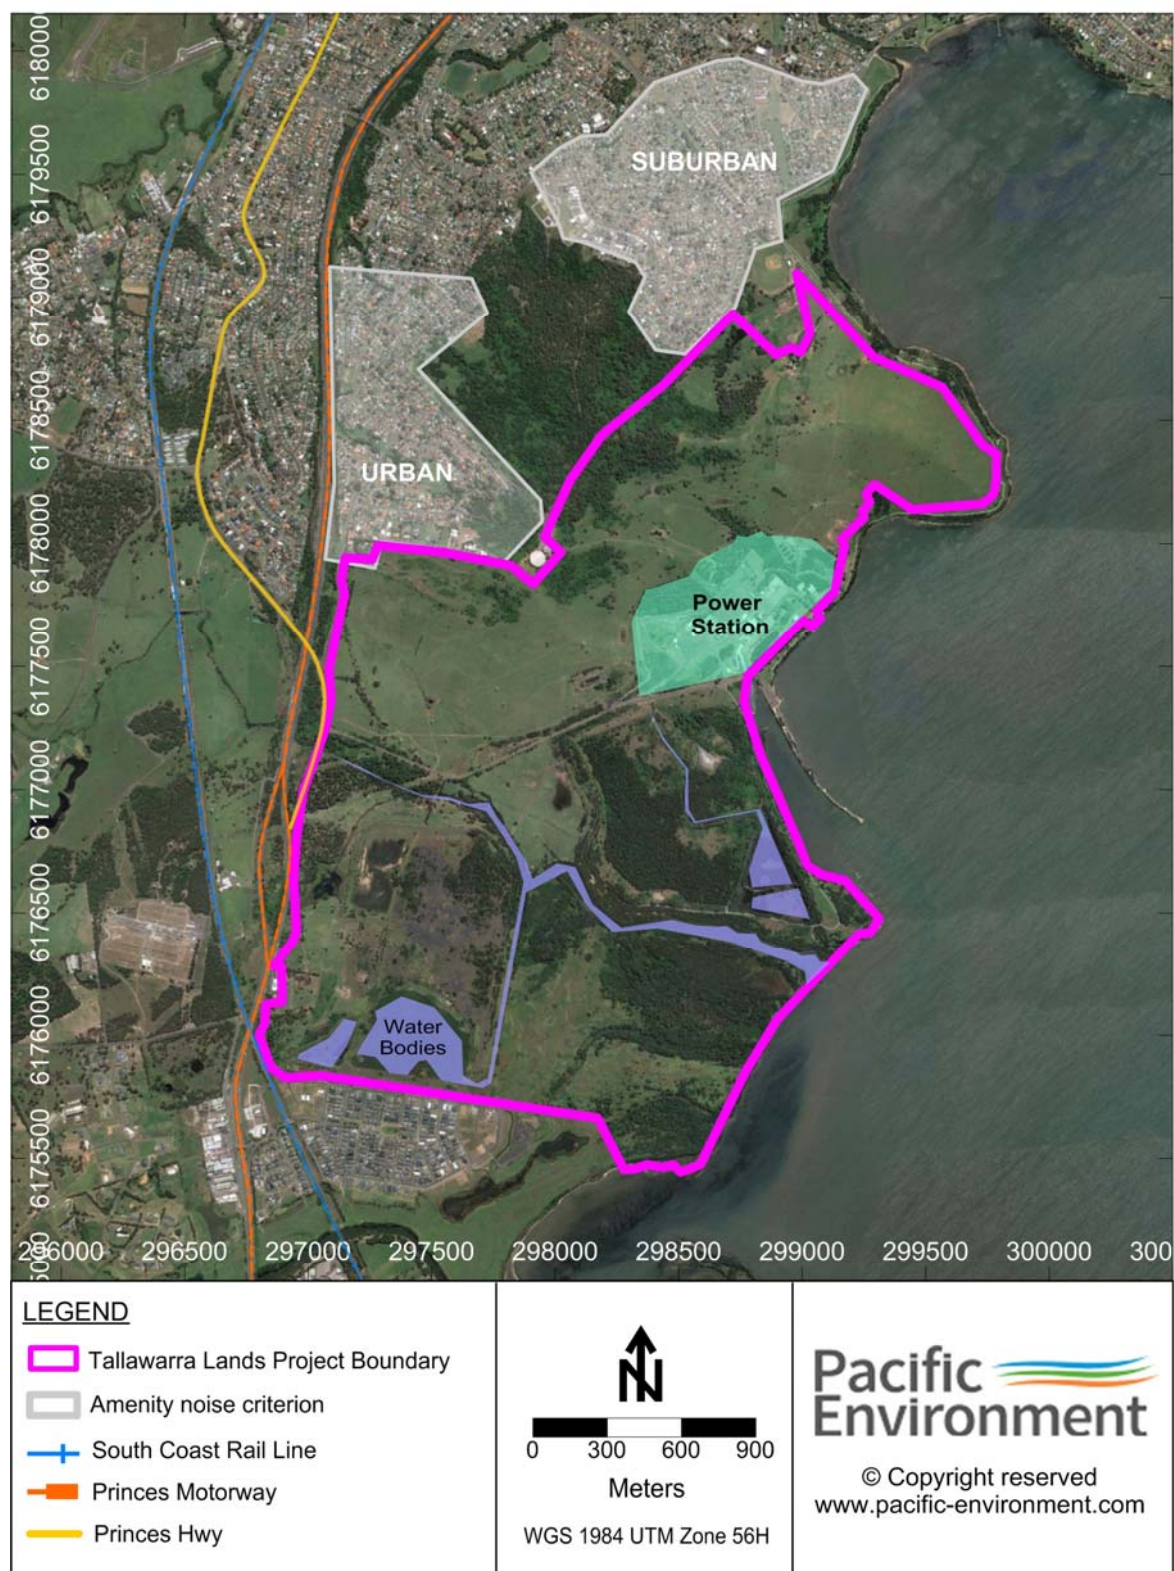 6180000
6179500
6179000
6178500
6178000
6177500
6177000
6176500
6176000
6175500
SUBURBAN
URBAN
Power
Station
Water
Bodies
296000 296500 297000 297500 298000 298500 299000 299500 300000 300
LEGEND
Tallawarra Lands Project Boundary
Amenity noise criterion
South Coast Rail Line
Princes Motorway
Princes Hwy
N
0 300 600 900
Meters
WGS 1984 UTM Zone 56H
Pacific
Environment
© Copyright reserved
www.pacific-environment.com